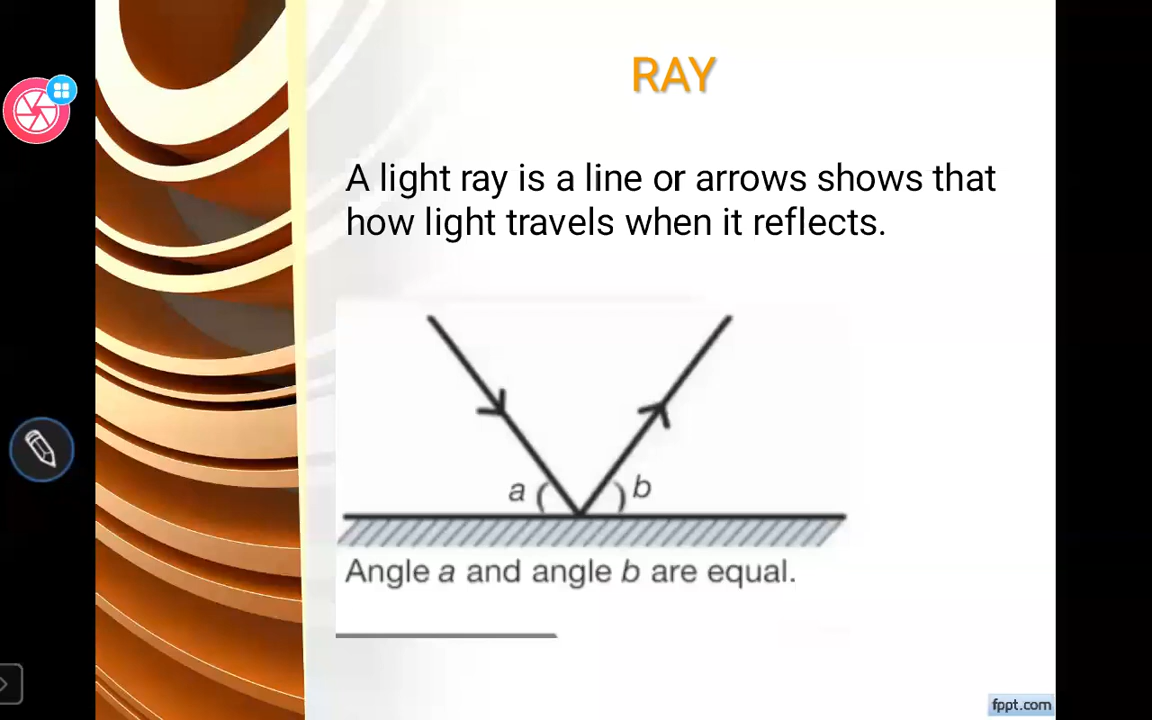 RAY
A light ray is a line or arrows shows that
how light travels when it reflects.
a
b
Angle a and angle b are equal.
fppt.com